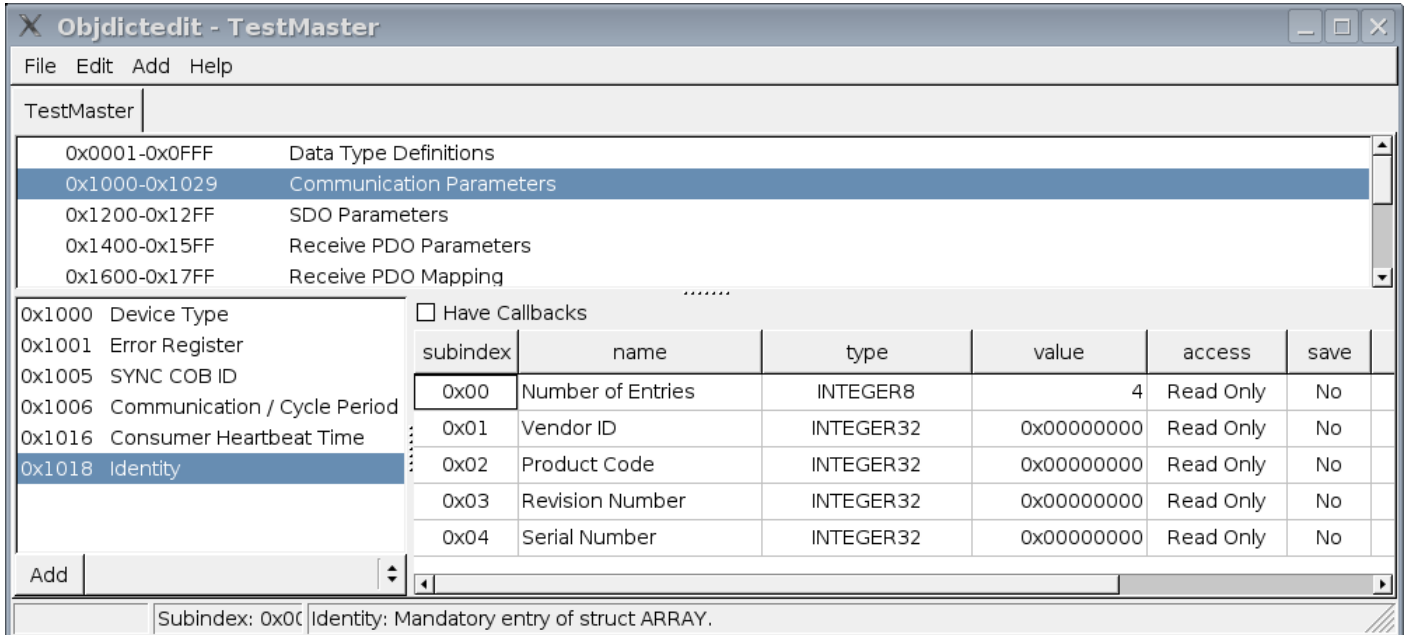 Objdictedit - TestMaster
File Edit Add Help
TestMaster
0x0001-0x0FFF Data Type Definitions
0x1000-0x1029 Communication Parameters
0x1200-0x12FF SDO Parameters
0x1400-0x15FF Receive PDO Parameters
0x1600-0x17FF Receive PDO Mapping
0x1000 Device Type
0x1001 Error Register
0x1005 SYNC COB ID
0x1006 Communication / Cycle Period
0x1016 Consumer Heartbeat Time
0x1018 Identity
Add
Have Callbacks
subindex name type value access save
0x00 Number of Entries INTEGER8 4 Read Only No
0x01 Vendor ID INTEGER32 0x00000000 Read Only No
0x02 Product Code INTEGER32 0x00000000 Read Only No
0x03 Revision Number INTEGER32 0x00000000 Read Only No
0x04 Serial Number INTEGER32 0x00000000 Read Only No
Subindex: 0x00 Identity: Mandatory entry of struct ARRAY.